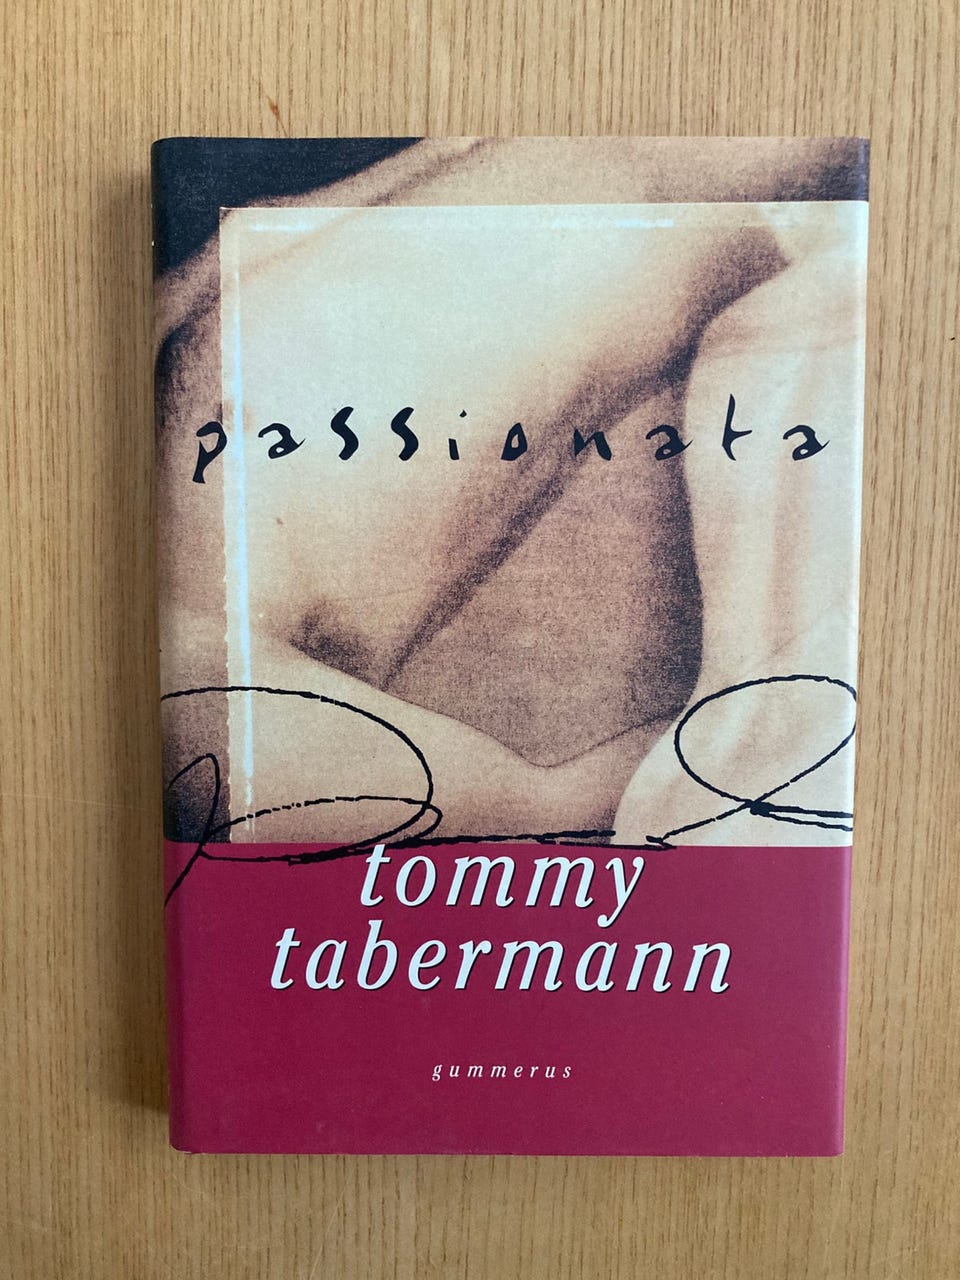 passionata
tommy
tabermann
gummerus